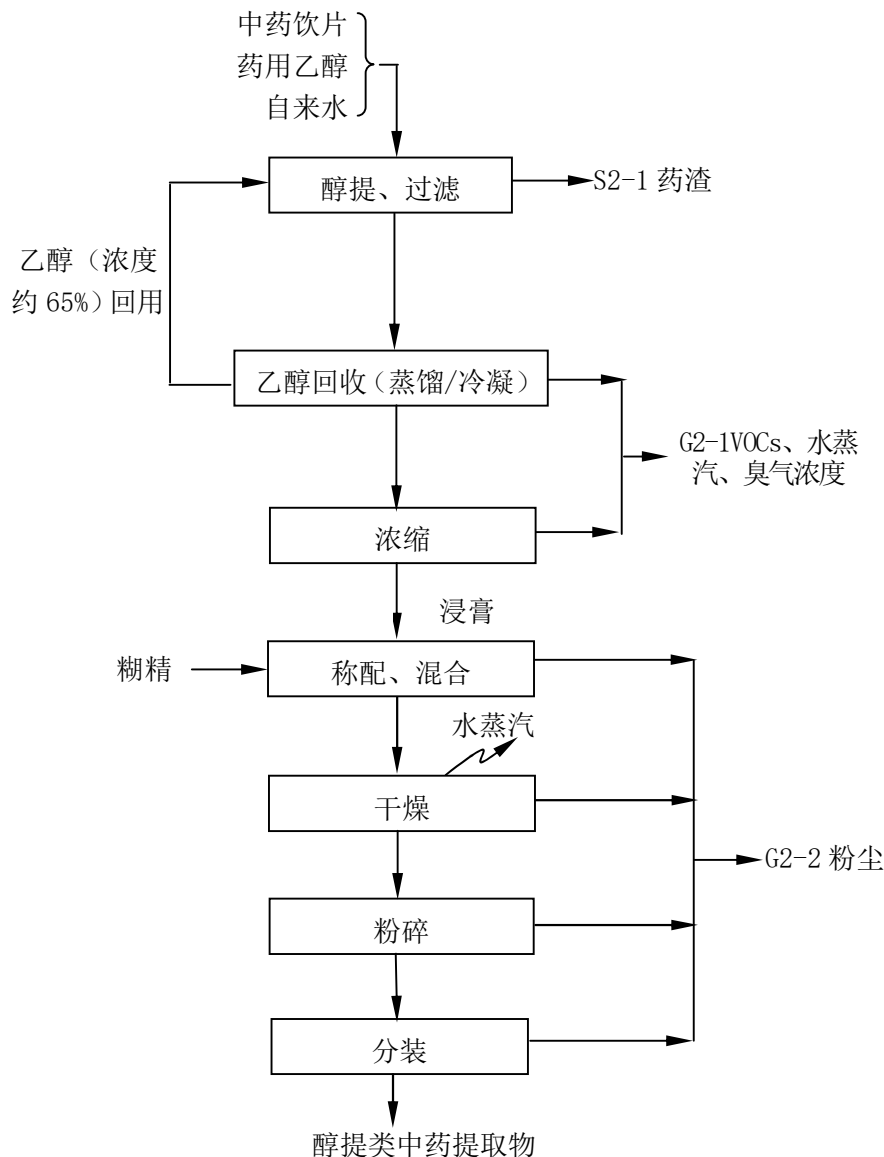 中药饮片
药用乙醇
自来水
醇提、过滤
S2-1 药渣
乙醇（浓度
约 65%）回用
乙醇回收（蒸馏/冷凝）
G2-1VOCs、水蒸
汽、臭气浓度
浓缩
浸膏
糊精
称配、混合
水蒸汽
干燥
G2-2 粉尘
粉碎
分装
醇提类中药提取物